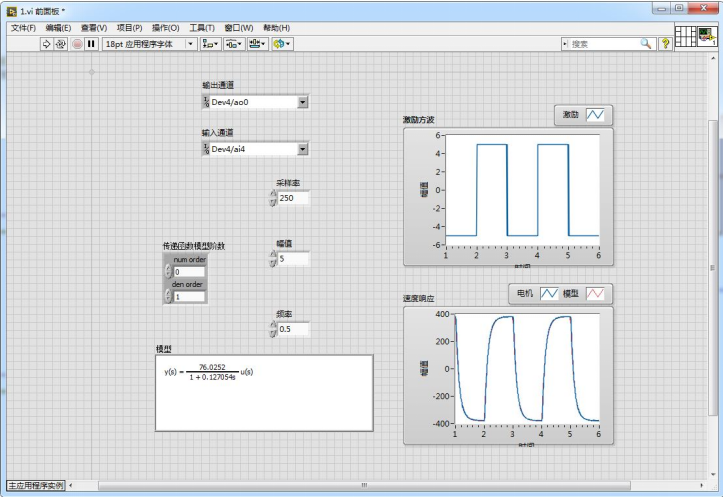 1.vi 前面板 *
文件(F) 编辑(E) 查看(V) 项目(P) 操作(O) 工具(T) 窗口(W) 帮助(H)
18pt 应用程序字体
搜索
?
1
输出通道
Dev4/ao0
输入通道
Dev4/ai4
采样率
250
传递函数模型阶数
num order
0
den order
1
幅值
5
频率
0.5
模型
y(s) = 76.0252 / 1 + 0.127054s u(s)
激励
激励方波
幅值
6
4
2
0
-2
-4
-6
1 2 3 4 5 6
时间
电机 模型
速度响应
幅值
400
200
0
-200
-400
1 2 3 4 5 6
时间
主应用程序实例